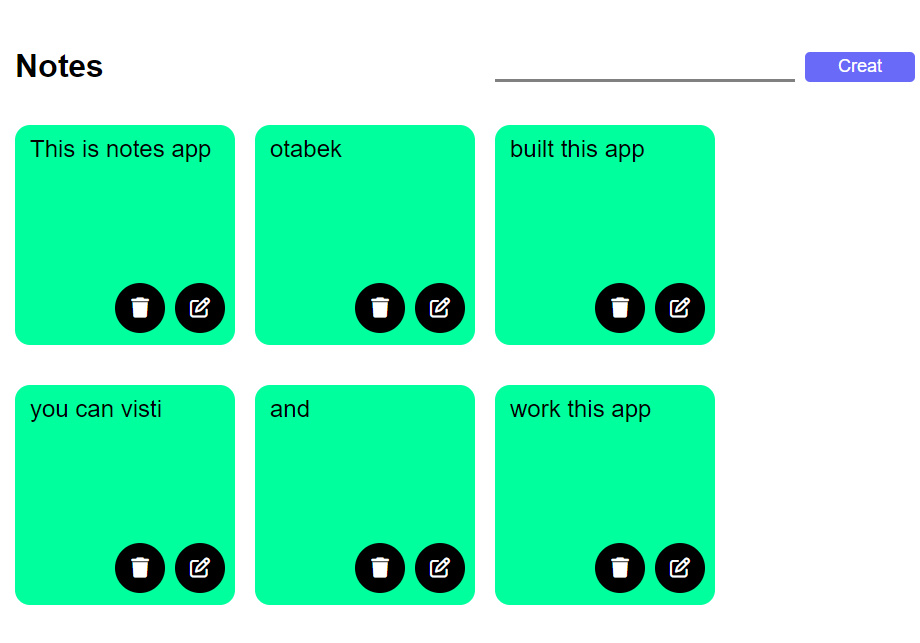 Notes
Creat
This is notes app
otabek
built this app
you can visti
and
work this app